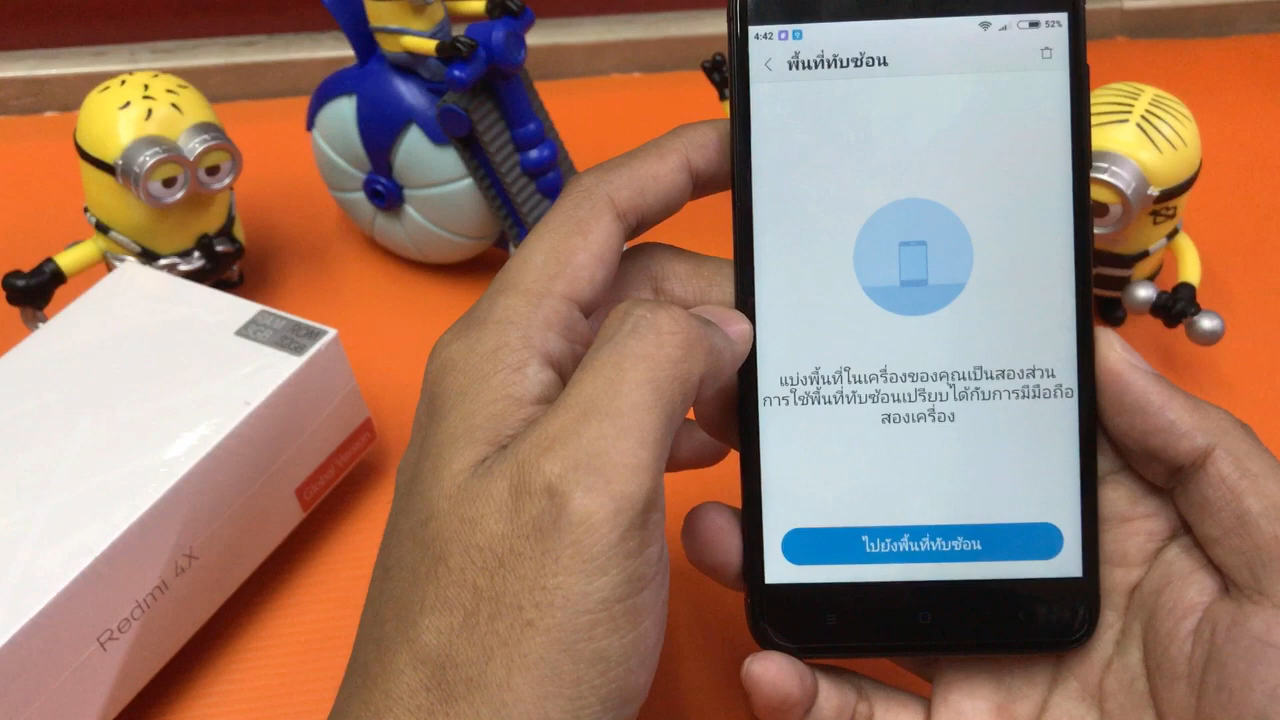 4:42
52%
พื้นที่ทับซ้อน
แบ่งพื้นที่ในเครื่องของคุณเป็นสองส่วน
การใช้พื้นที่ทับซ้อนเปรียบได้กับการมีมือถือ
สองเครื่อง
ไปยังพื้นที่ทับซ้อน
Global Version
Redmi 4X